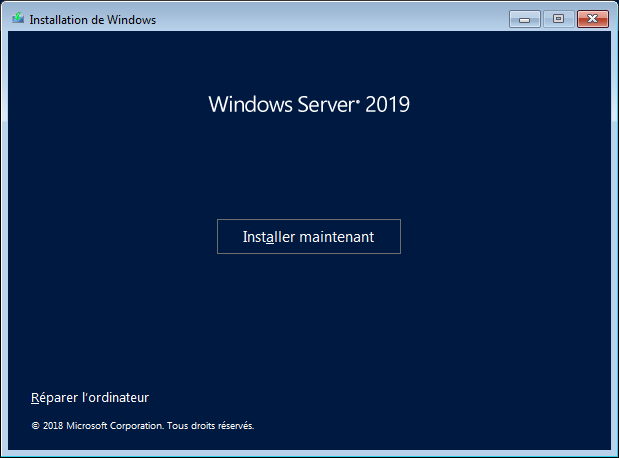 Installation de Windows
Windows Server® 2019
Installer maintenant
Réparer l'ordinateur
© 2018 Microsoft Corporation. Tous droits réservés.